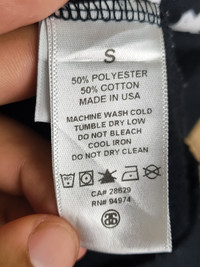 S
50% POLYESTER
50% COTTON
MADE IN USA
MACHINE WASH COLD
TUMBLE DRY LOW
DO NOT BLEACH
COOL IRON
DO NOT DRY CLEAN
CA# 28629
RN# 94974